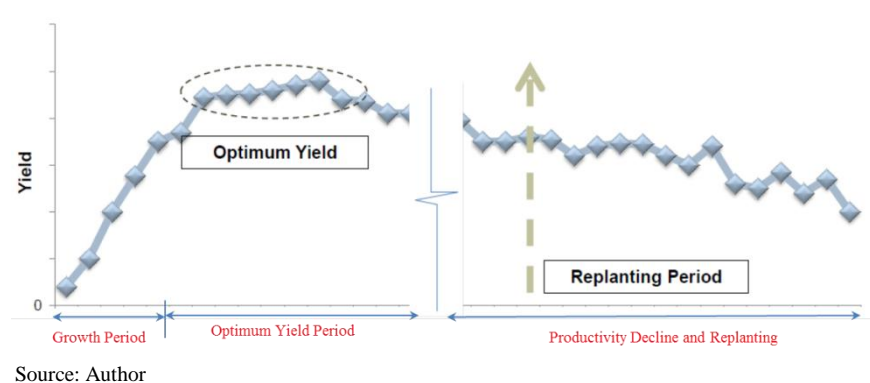 Yield
Optimum Yield
Replanting Period
0
Growth Period
Optimum Yield Period
Productivity Decline and Replanting
Source: Author